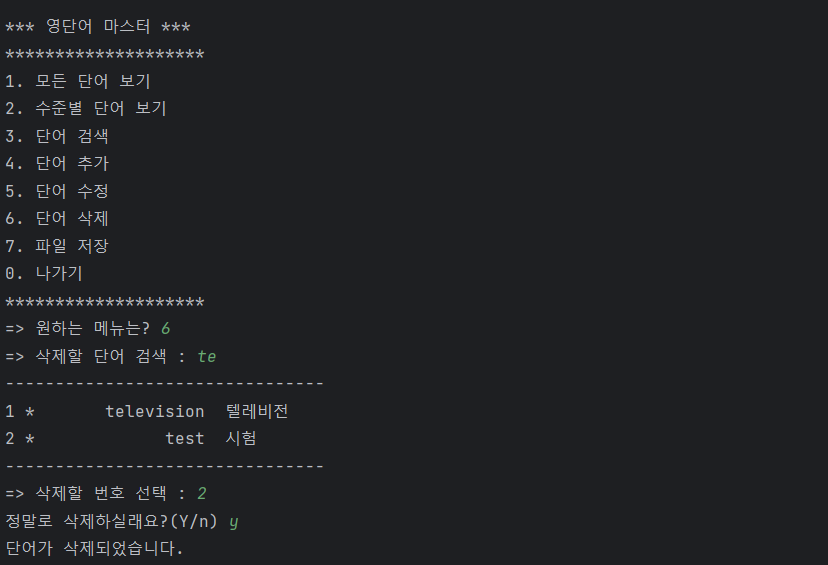 *** 영단어 마스터 ***
********************
1. 모든 단어 보기
2. 수준별 단어 보기
3. 단어 검색
4. 단어 추가
5. 단어 수정
6. 단어 삭제
7. 파일 저장
0. 나가기
********************
=> 원하는 메뉴는? 6
=> 삭제할 단어 검색 : te
--------------------------------
1 *       television  텔레비전
2 *             test  시험
--------------------------------
=> 삭제할 번호 선택 : 2
정말로 삭제하실래요?(Y/n) y
단어가 삭제되었습니다.